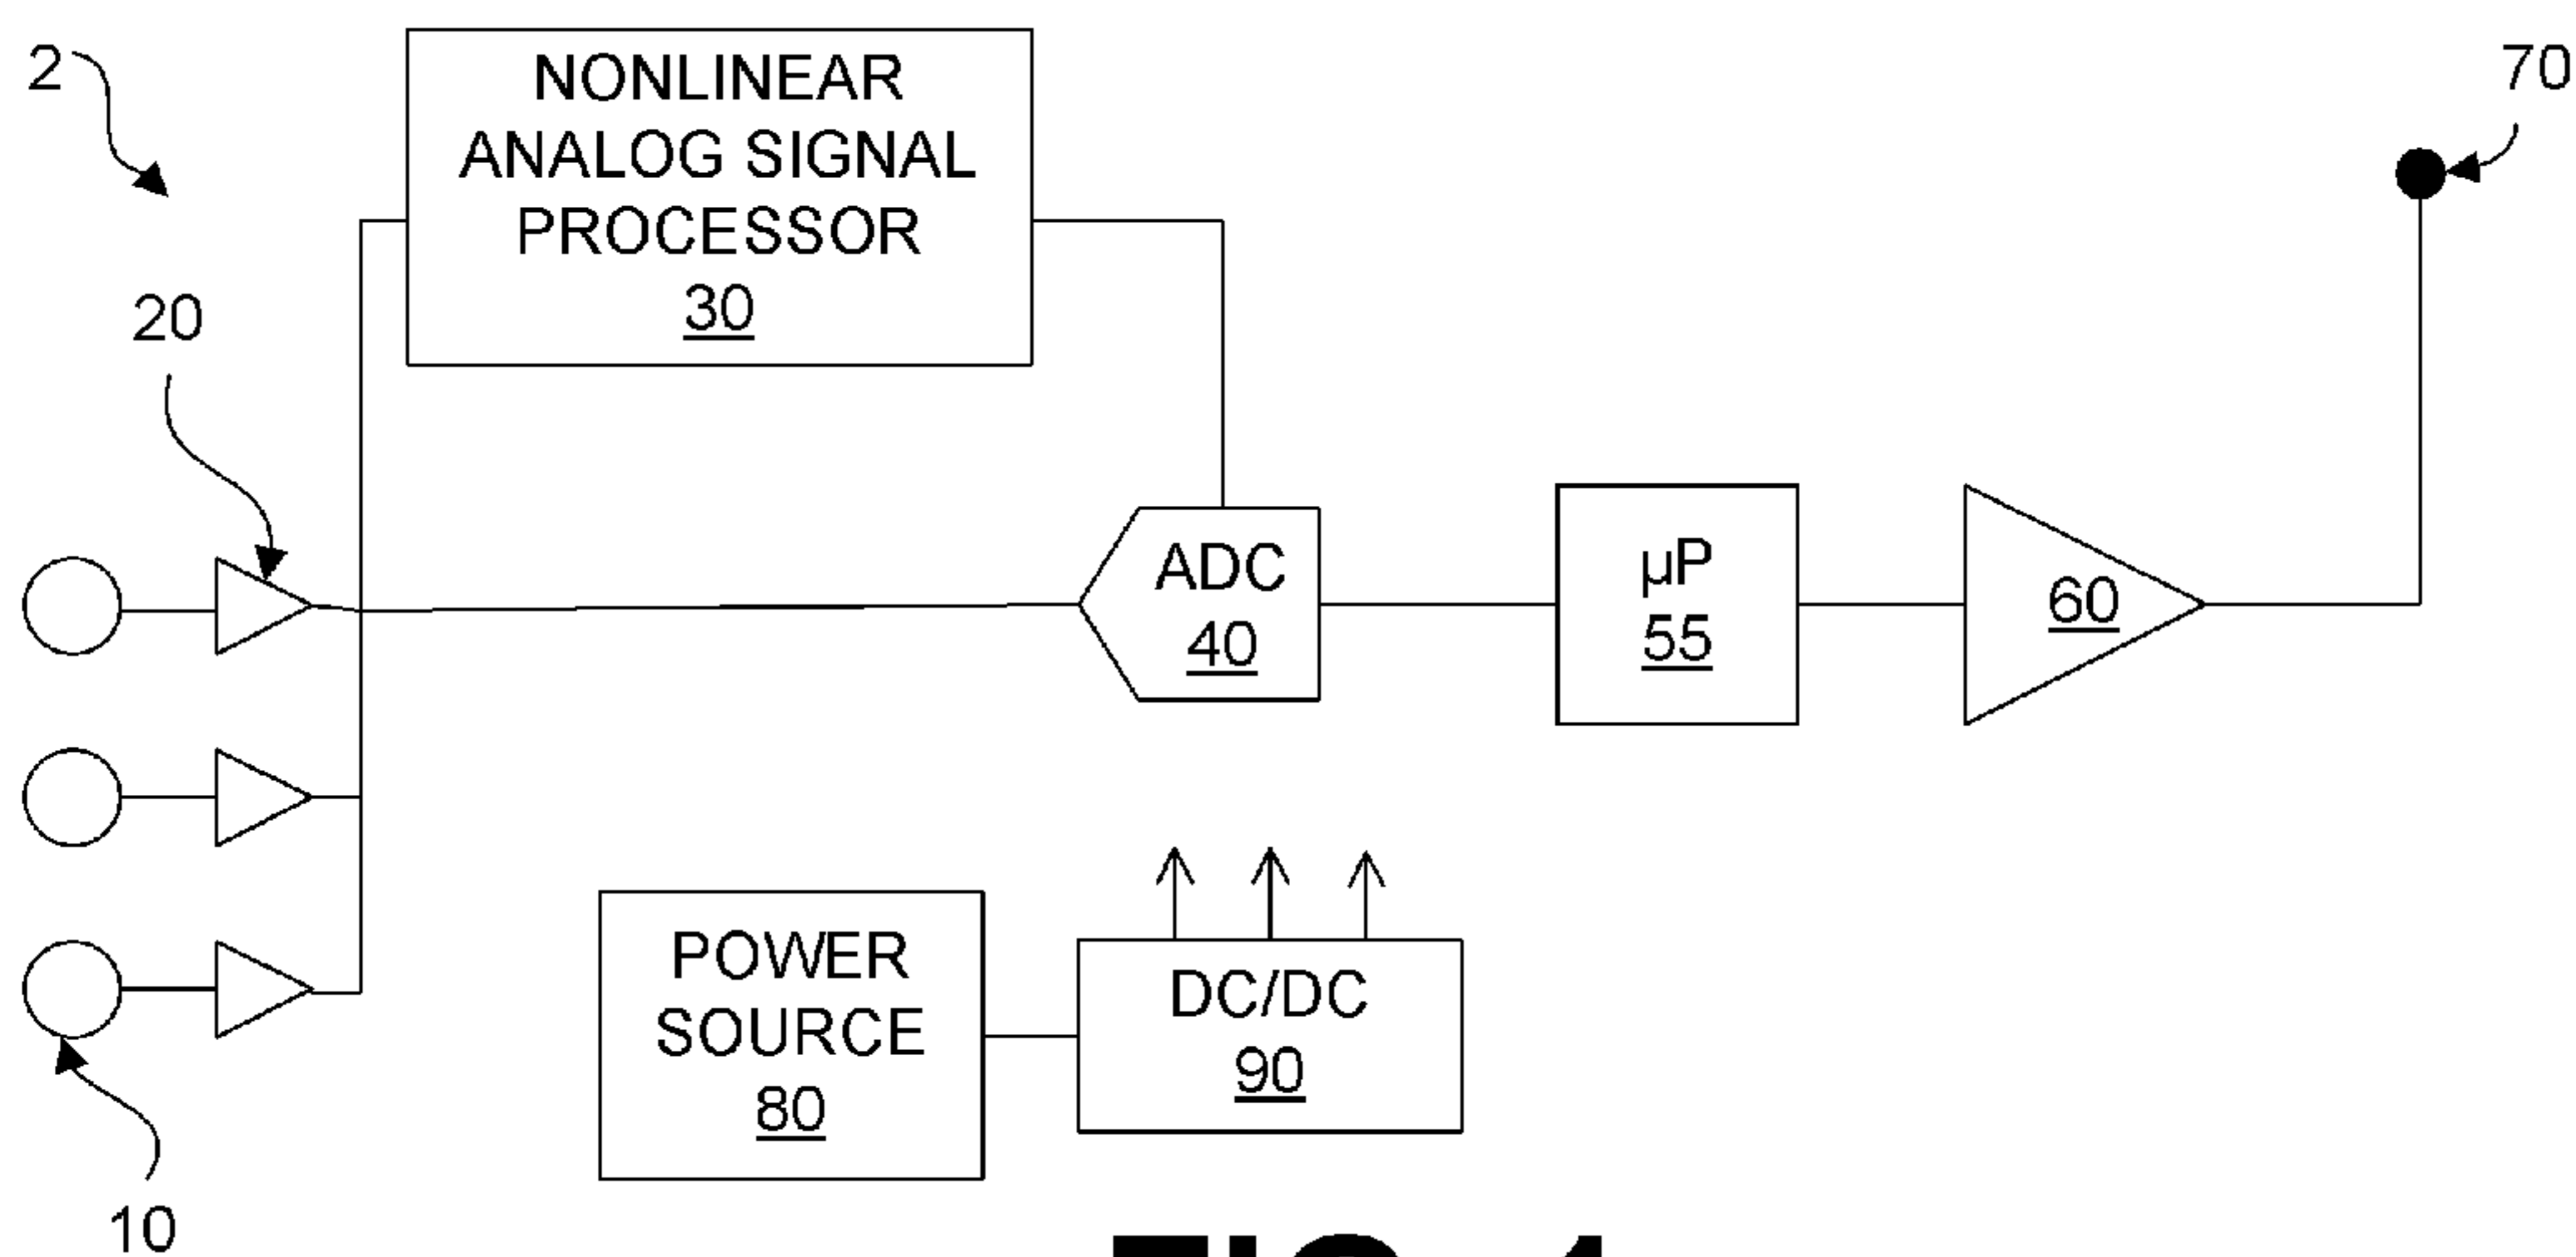 2
NONLINEAR
ANALOG SIGNAL
PROCESSOR
30
70
20
ADC
40
µP
55
60
POWER
SOURCE
80
DC/DC
90
10